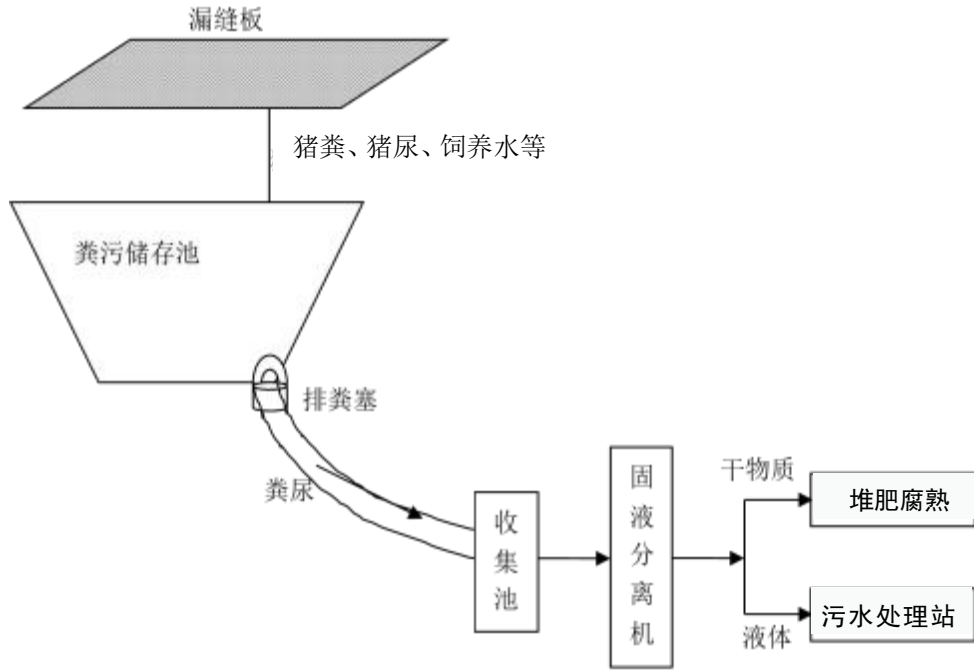 漏缝板
猪粪、猪尿、饲养水等
粪污储存池
排粪塞
粪尿
收集池
固液分离机
干物质
堆肥腐熟
液体
污水处理站